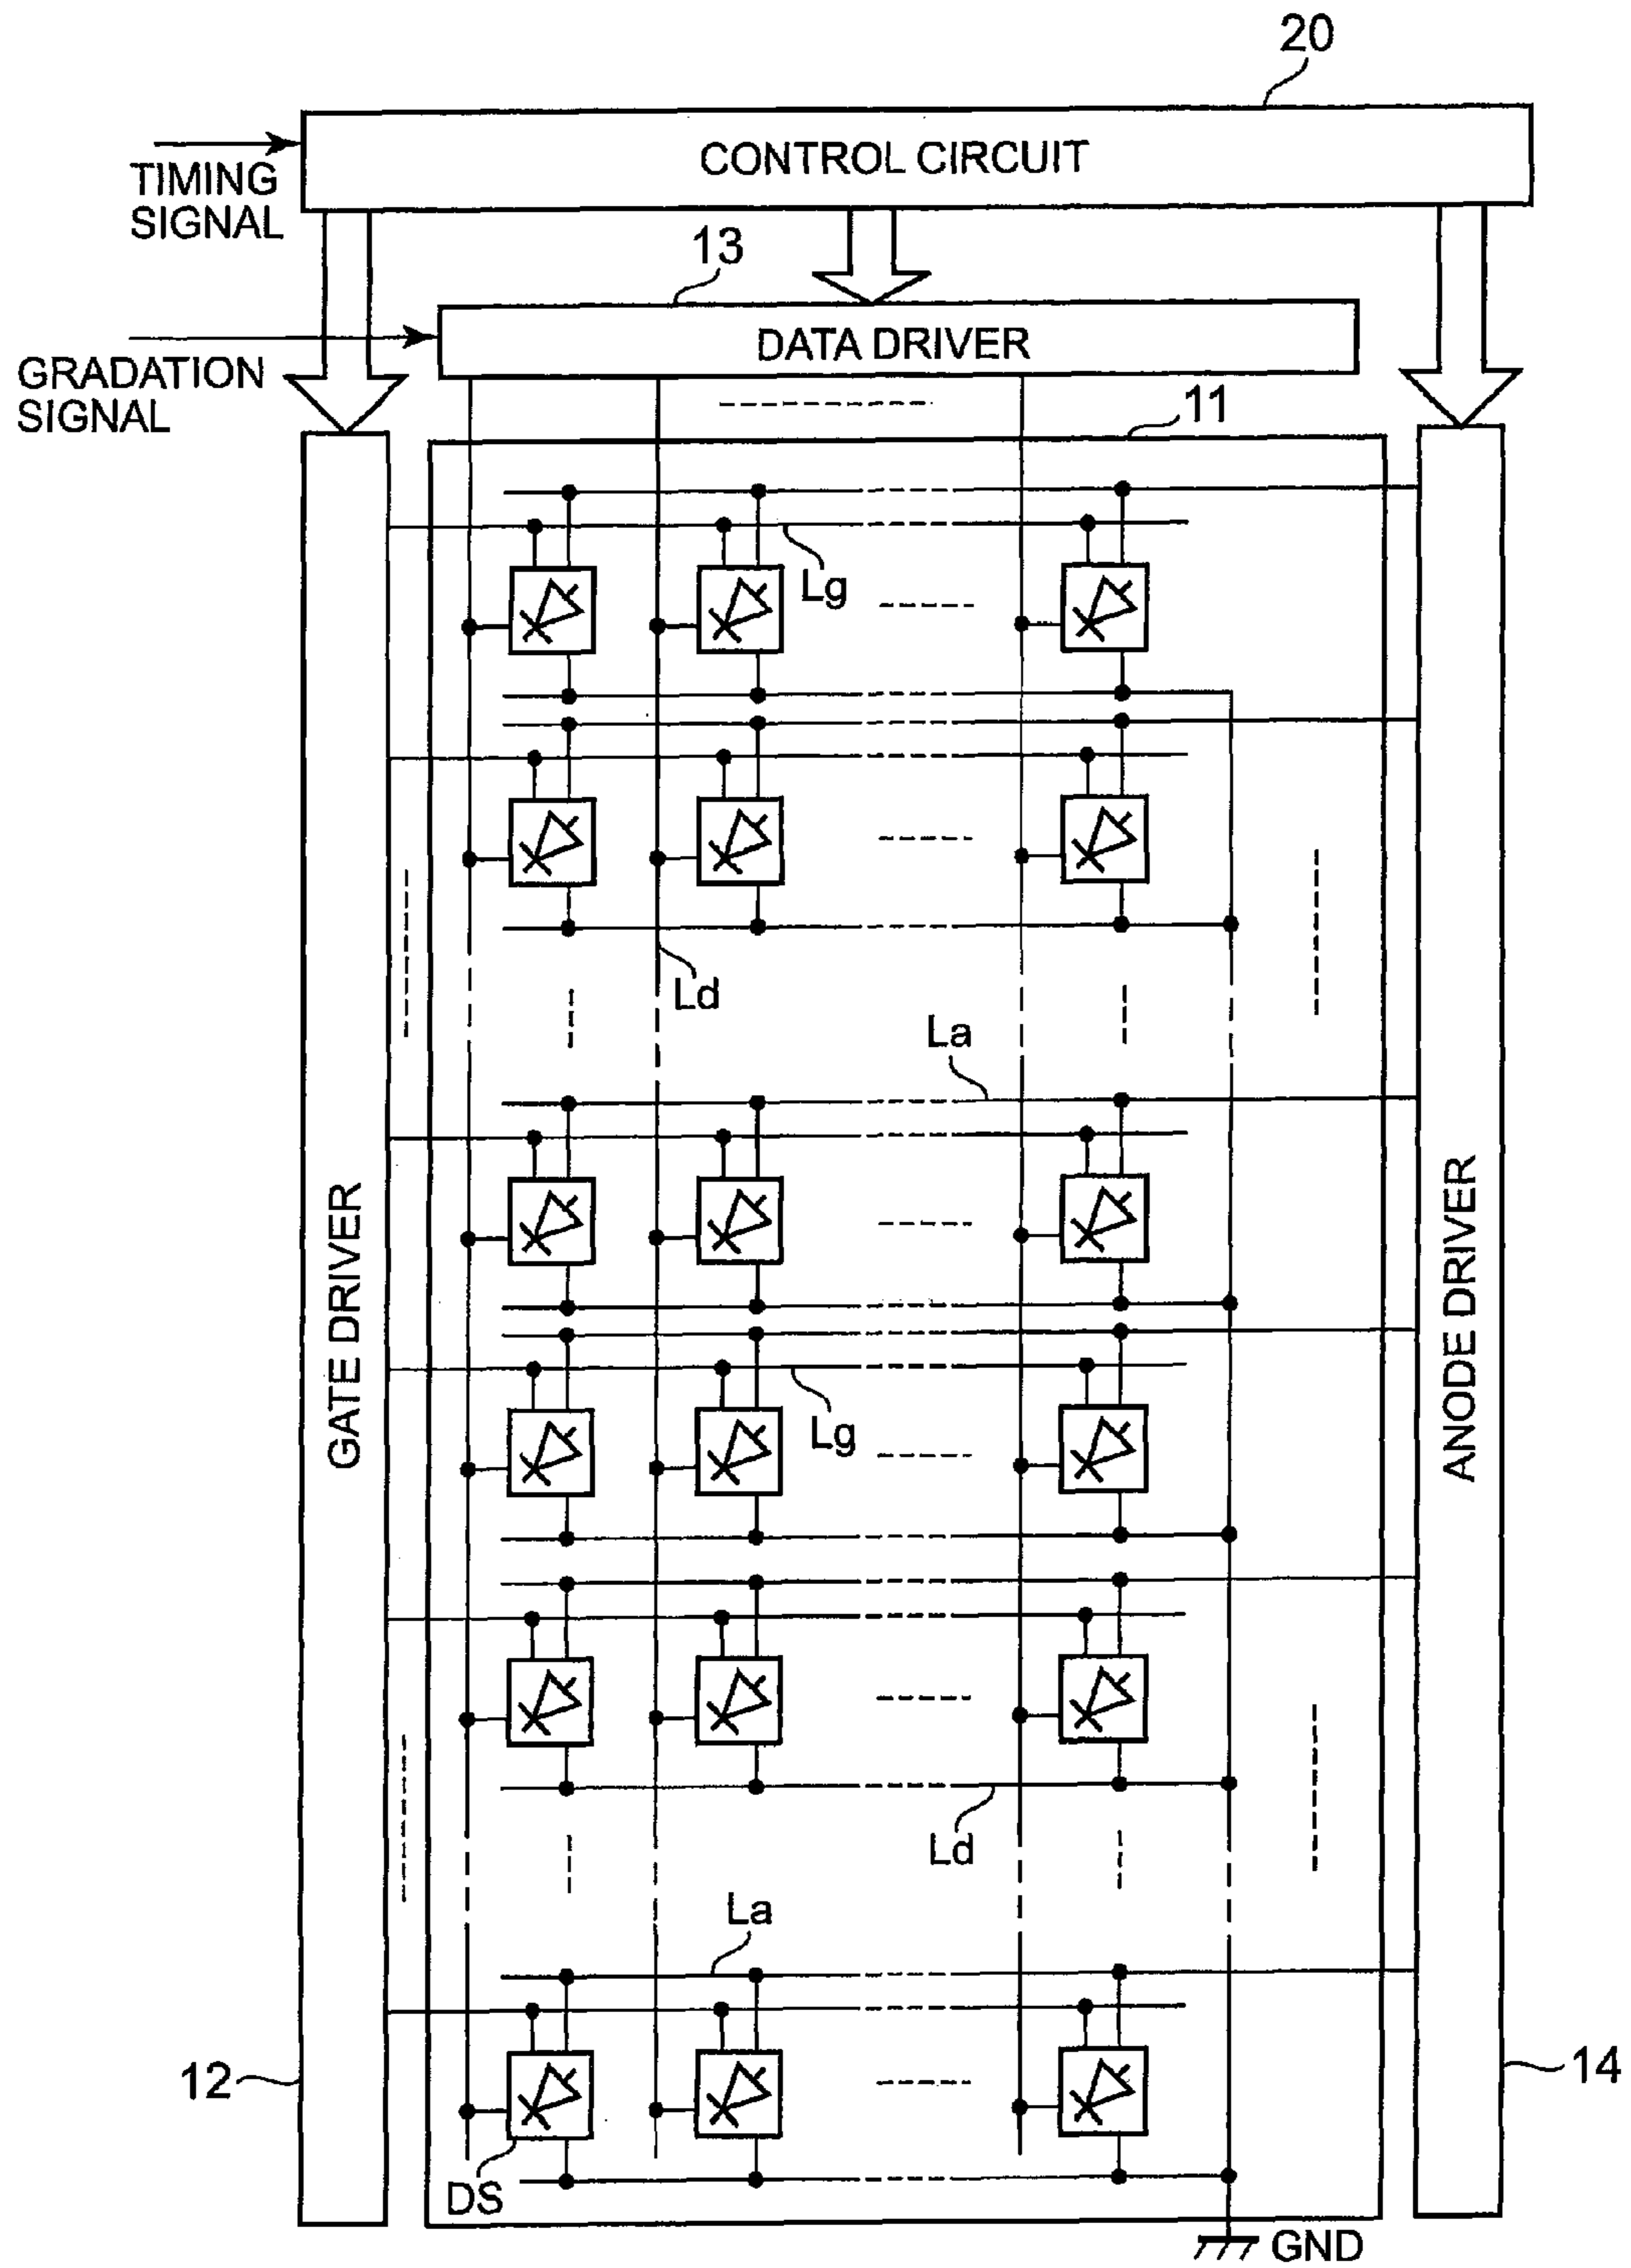 20
CONTROL CIRCUIT
TIMING
SIGNAL
13
DATA DRIVER
GRADATION
SIGNAL
11
Lg
Ld
La
GATE DRIVER
ANODE DRIVER
Lg
Ld
La
12
14
DS
GND